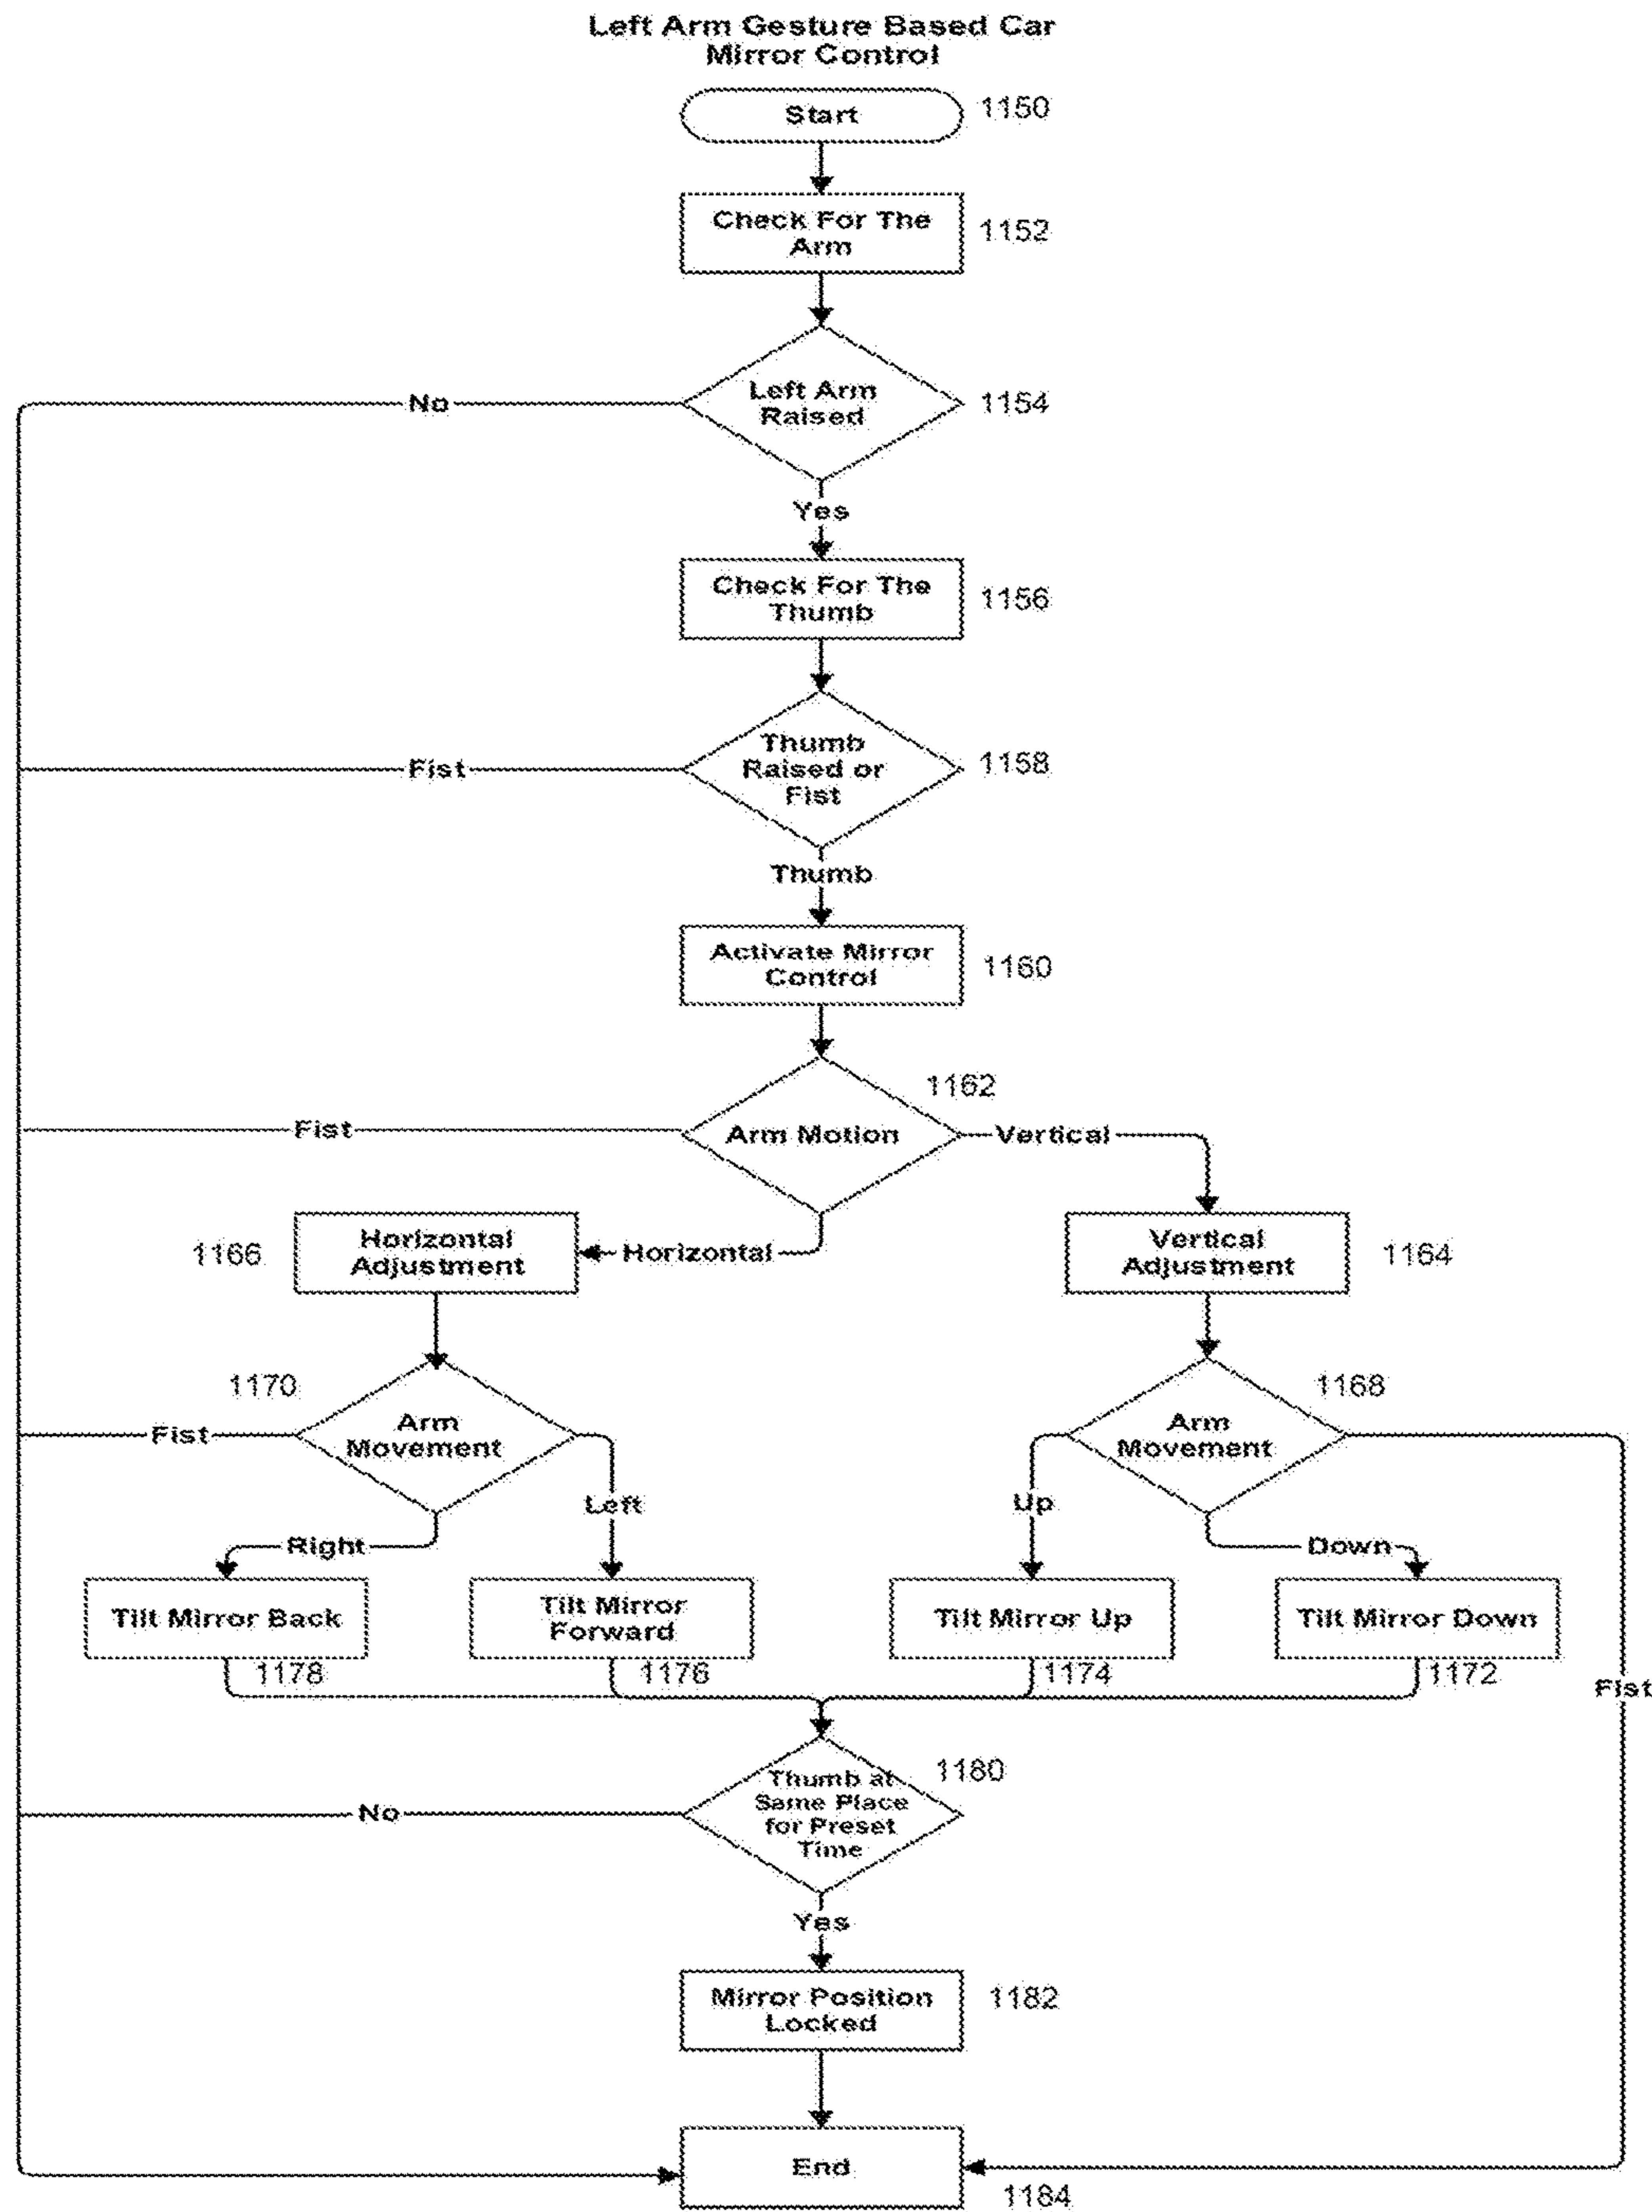 Left Arm Gesture Based Car
Mirror Control
Start
1150
Check For The
Arm
1152
Left Arm
Raised
1154
No
Yes
Check For The
Thumb
1156
Thumb
Raised or
Fist
1158
Fist
Thumb
Activate Mirror
Control
1160
1162
Fist
Arm Motion
Vertical
1166
Horizontal
Adjustment
Horizontal
Vertical
Adjustment
1164
1170
1168
Fist
Arm
Movement
Arm
Movement
Left
Up
Right
Down
Tilt Mirror Back
Tilt Mirror
Forward
Tilt Mirror Up
Tilt Mirror Down
1178
1176
1174
1172
Fist
1180
Thumb at
Same Place
for Preset
Time
No
Yes
Mirror Position
Locked
1182
End
1184